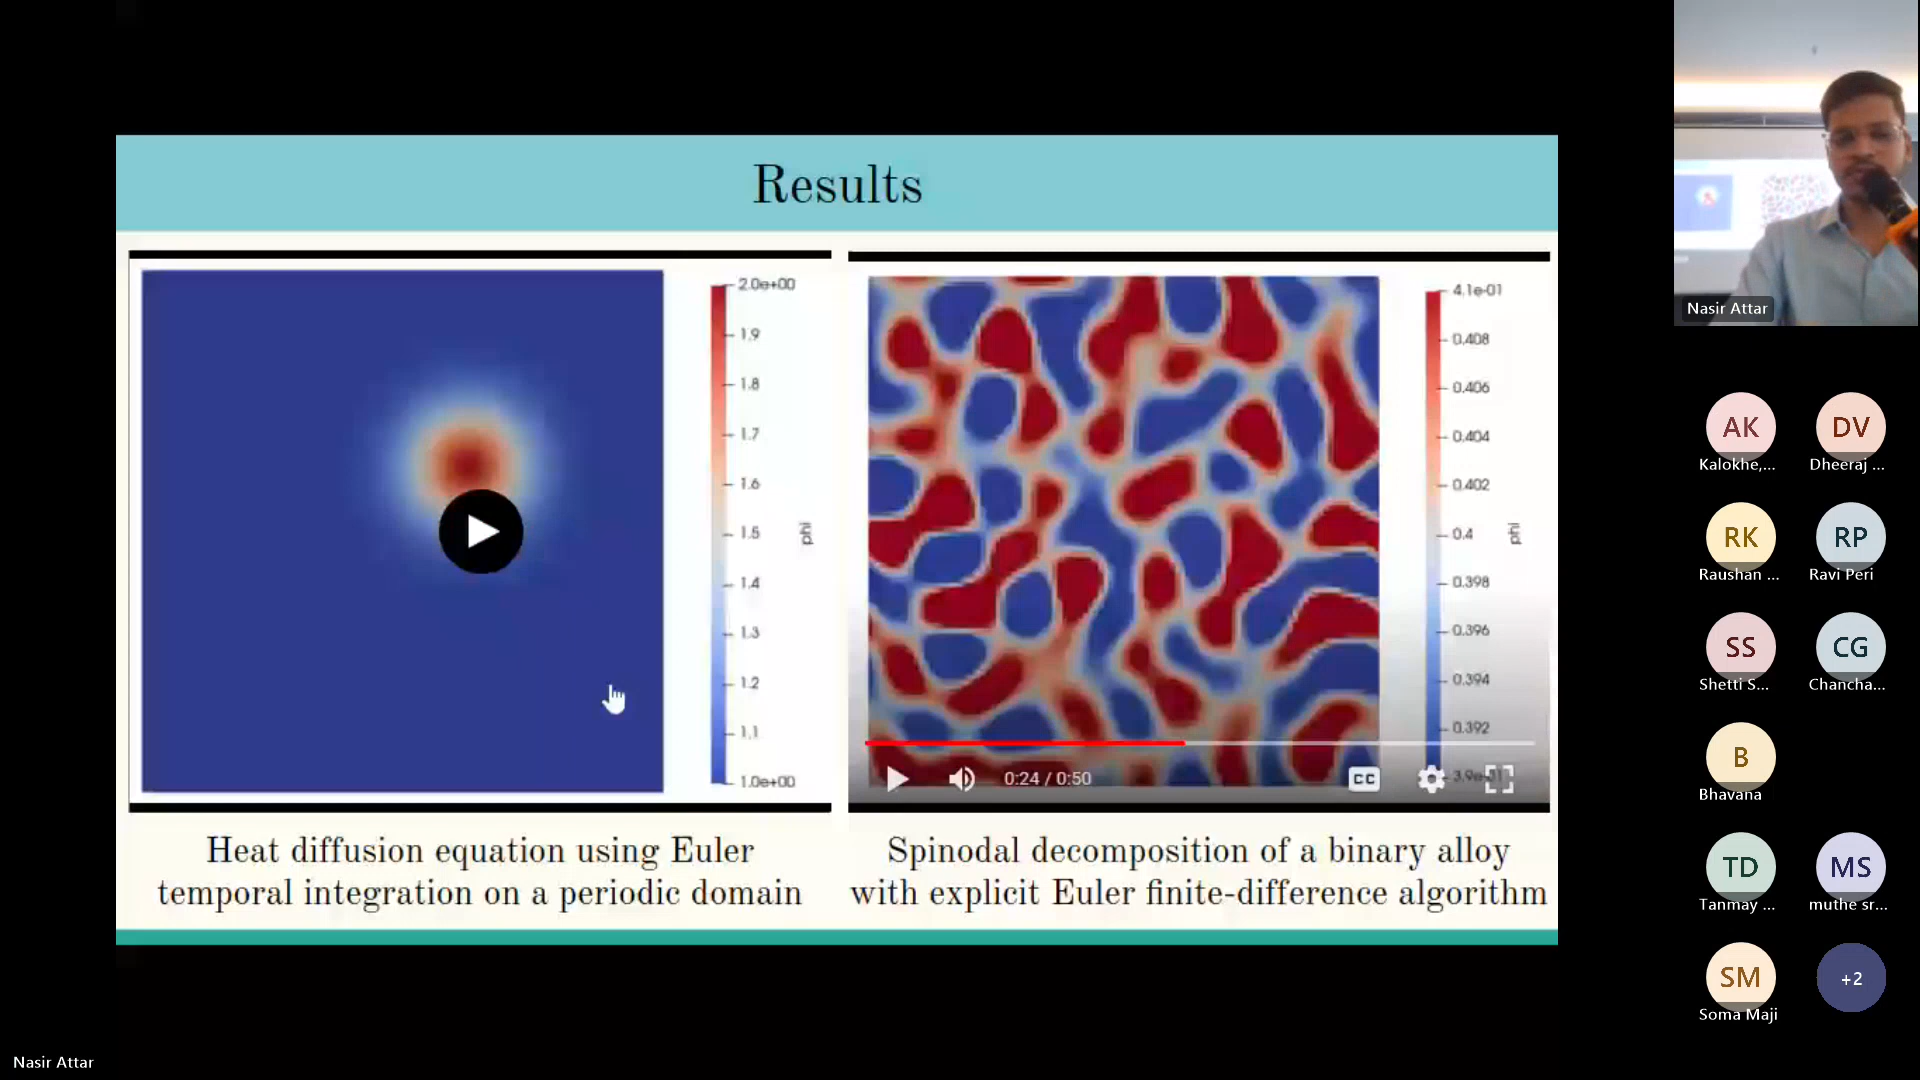 Results
2.0e+00
1.9
1.8
1.7
1.6
1.5
1.4
1.3
1.2
1.1
1.0e+00
phi
4.1e-01
0.408
0.406
0.404
0.402
0.4
0.398
0.396
0.394
0.392
3.9e-01
phi
0:24 / 0:50
CC
Heat diffusion equation using Euler
temporal integration on a periodic domain
Spinodal decomposition of a binary alloy
with explicit Euler finite-difference algorithm
Nasir Attar
AK
Kalokhe,...
DV
Dheeraj ...
RK
Raushan ...
RP
Ravi Peri
SS
Shetti S...
CG
Chancha...
B
Bhavana
TD
Tanmay ...
MS
muthe sr...
SM
Soma Maji
+2
Nasir Attar